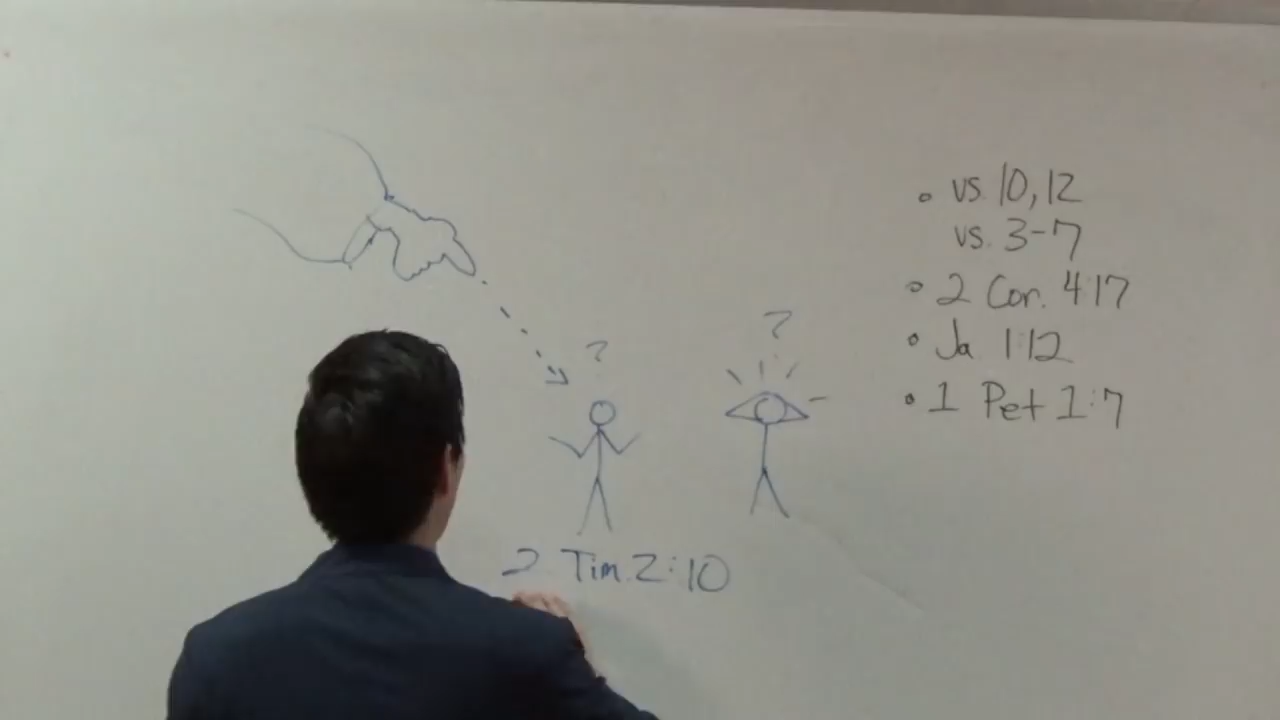 • vs. 10, 12
vs. 3-7
• 2 Cor. 4:17
• Ja 1:12
• 1 Pet 1:7
?
?
2 Tim. 2:10